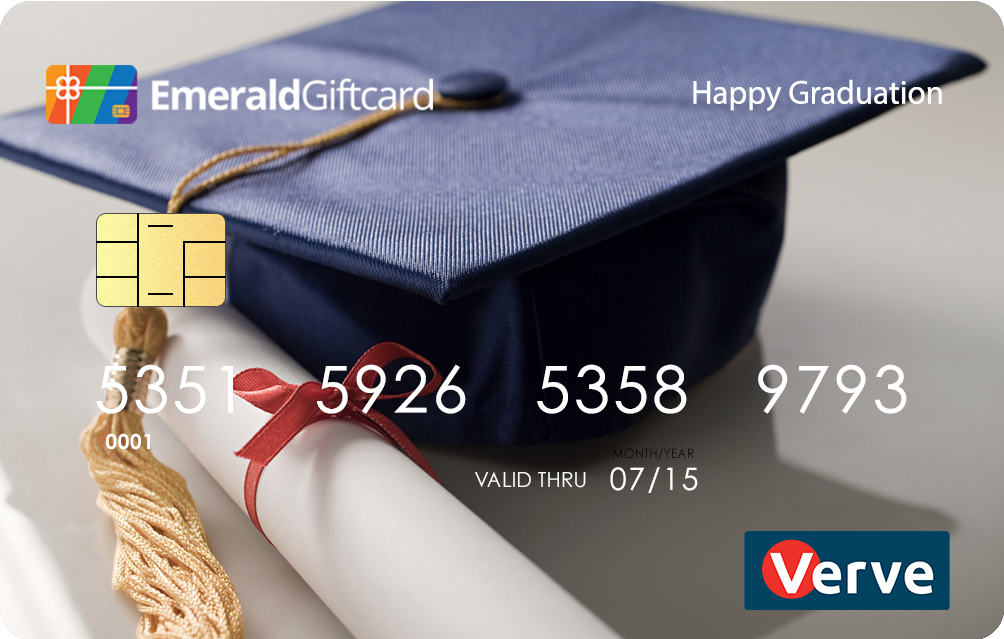 EmeraldGiftcard
Happy Graduation
5351 5926 5358 9793
0001
MONTH/YEAR
VALID THRU 07/15
Verve